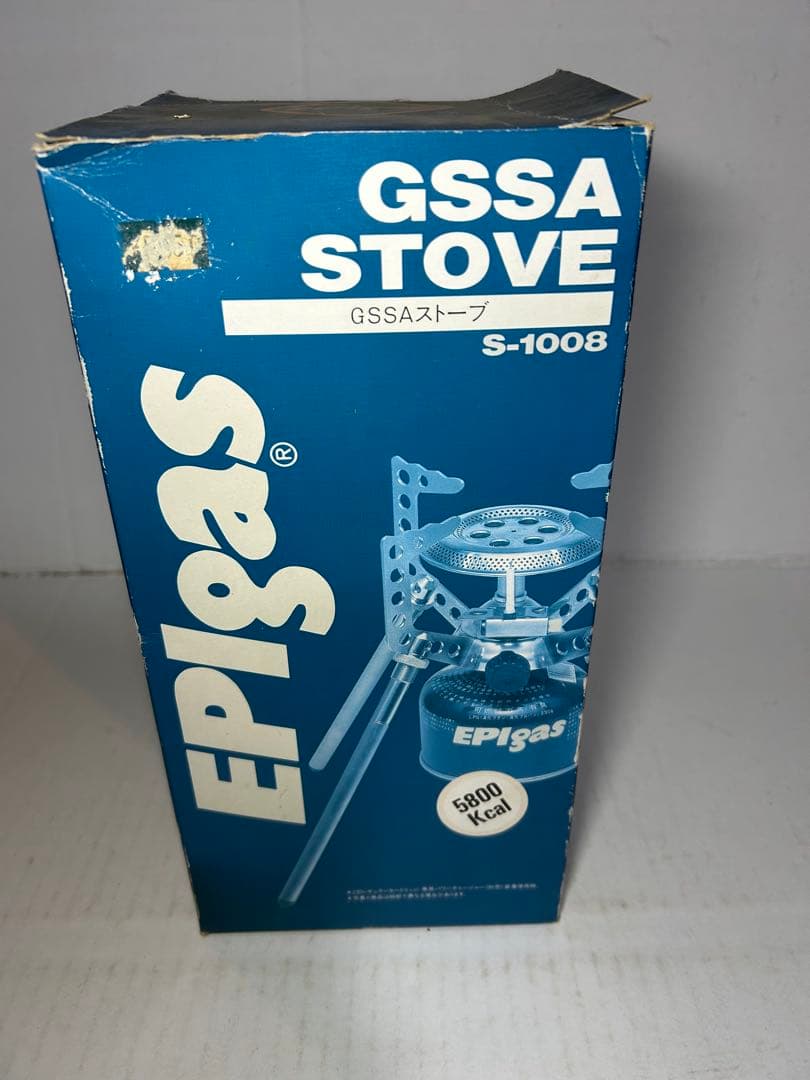 GSSA
STOVE
GSSAストーブ
S-1008
EPIgas®
EPIgas
5800
Kcal